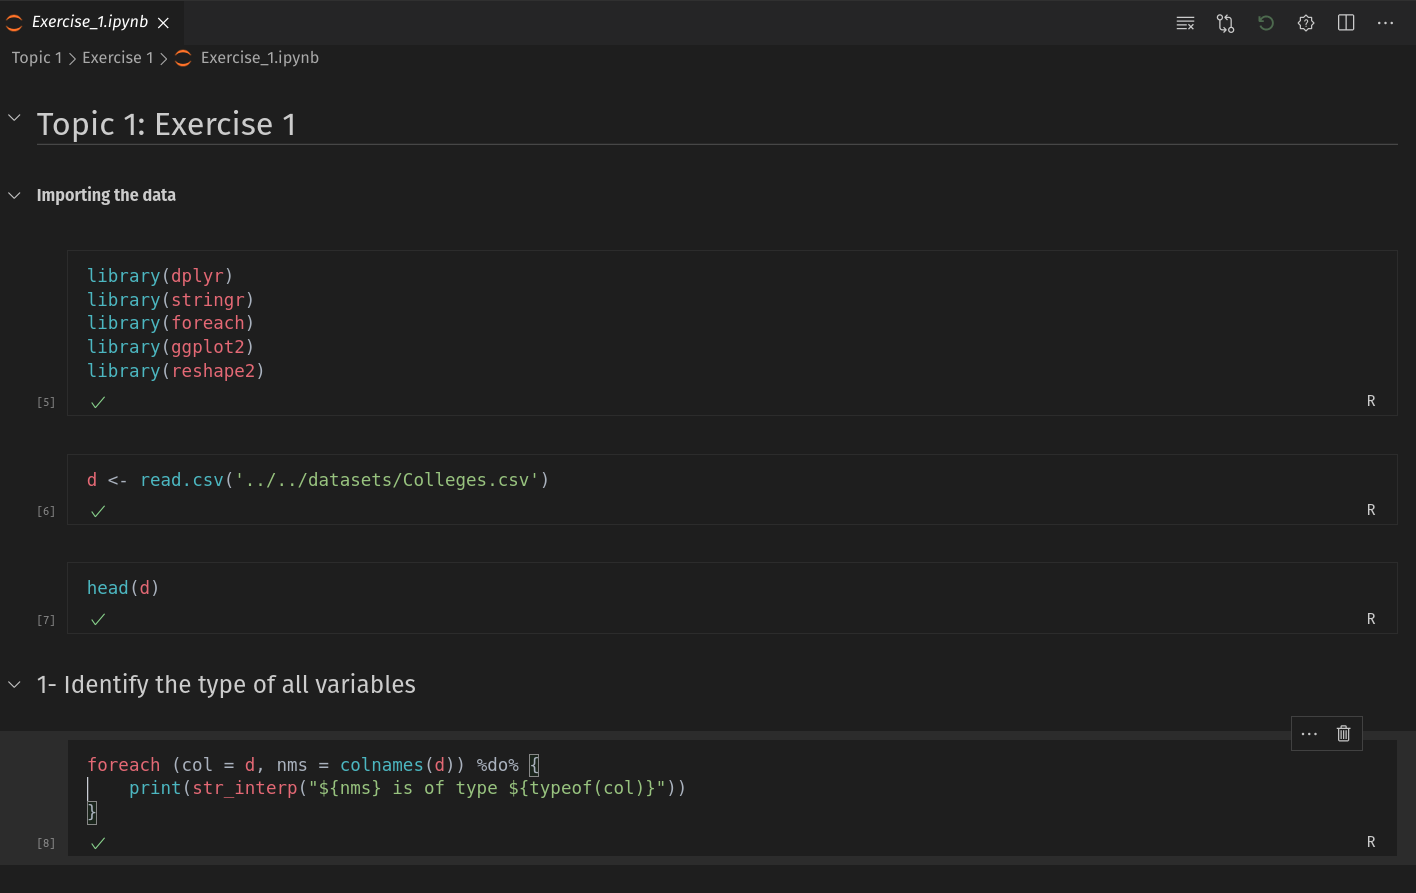 Exercise_1.ipynb
Topic 1 > Exercise 1 > Exercise_1.ipynb
Topic 1: Exercise 1
Importing the data
library(dplyr)
library(stringr)
library(foreach)
library(ggplot2)
library(reshape2)
[5] R
d <- read.csv('../../datasets/Colleges.csv')
[6] R
head(d)
[7] R
1- Identify the type of all variables
foreach (col = d, nms = colnames(d)) %do% {
    print(str_interp("${nms} is of type ${typeof(col)}"))
}
[8] R